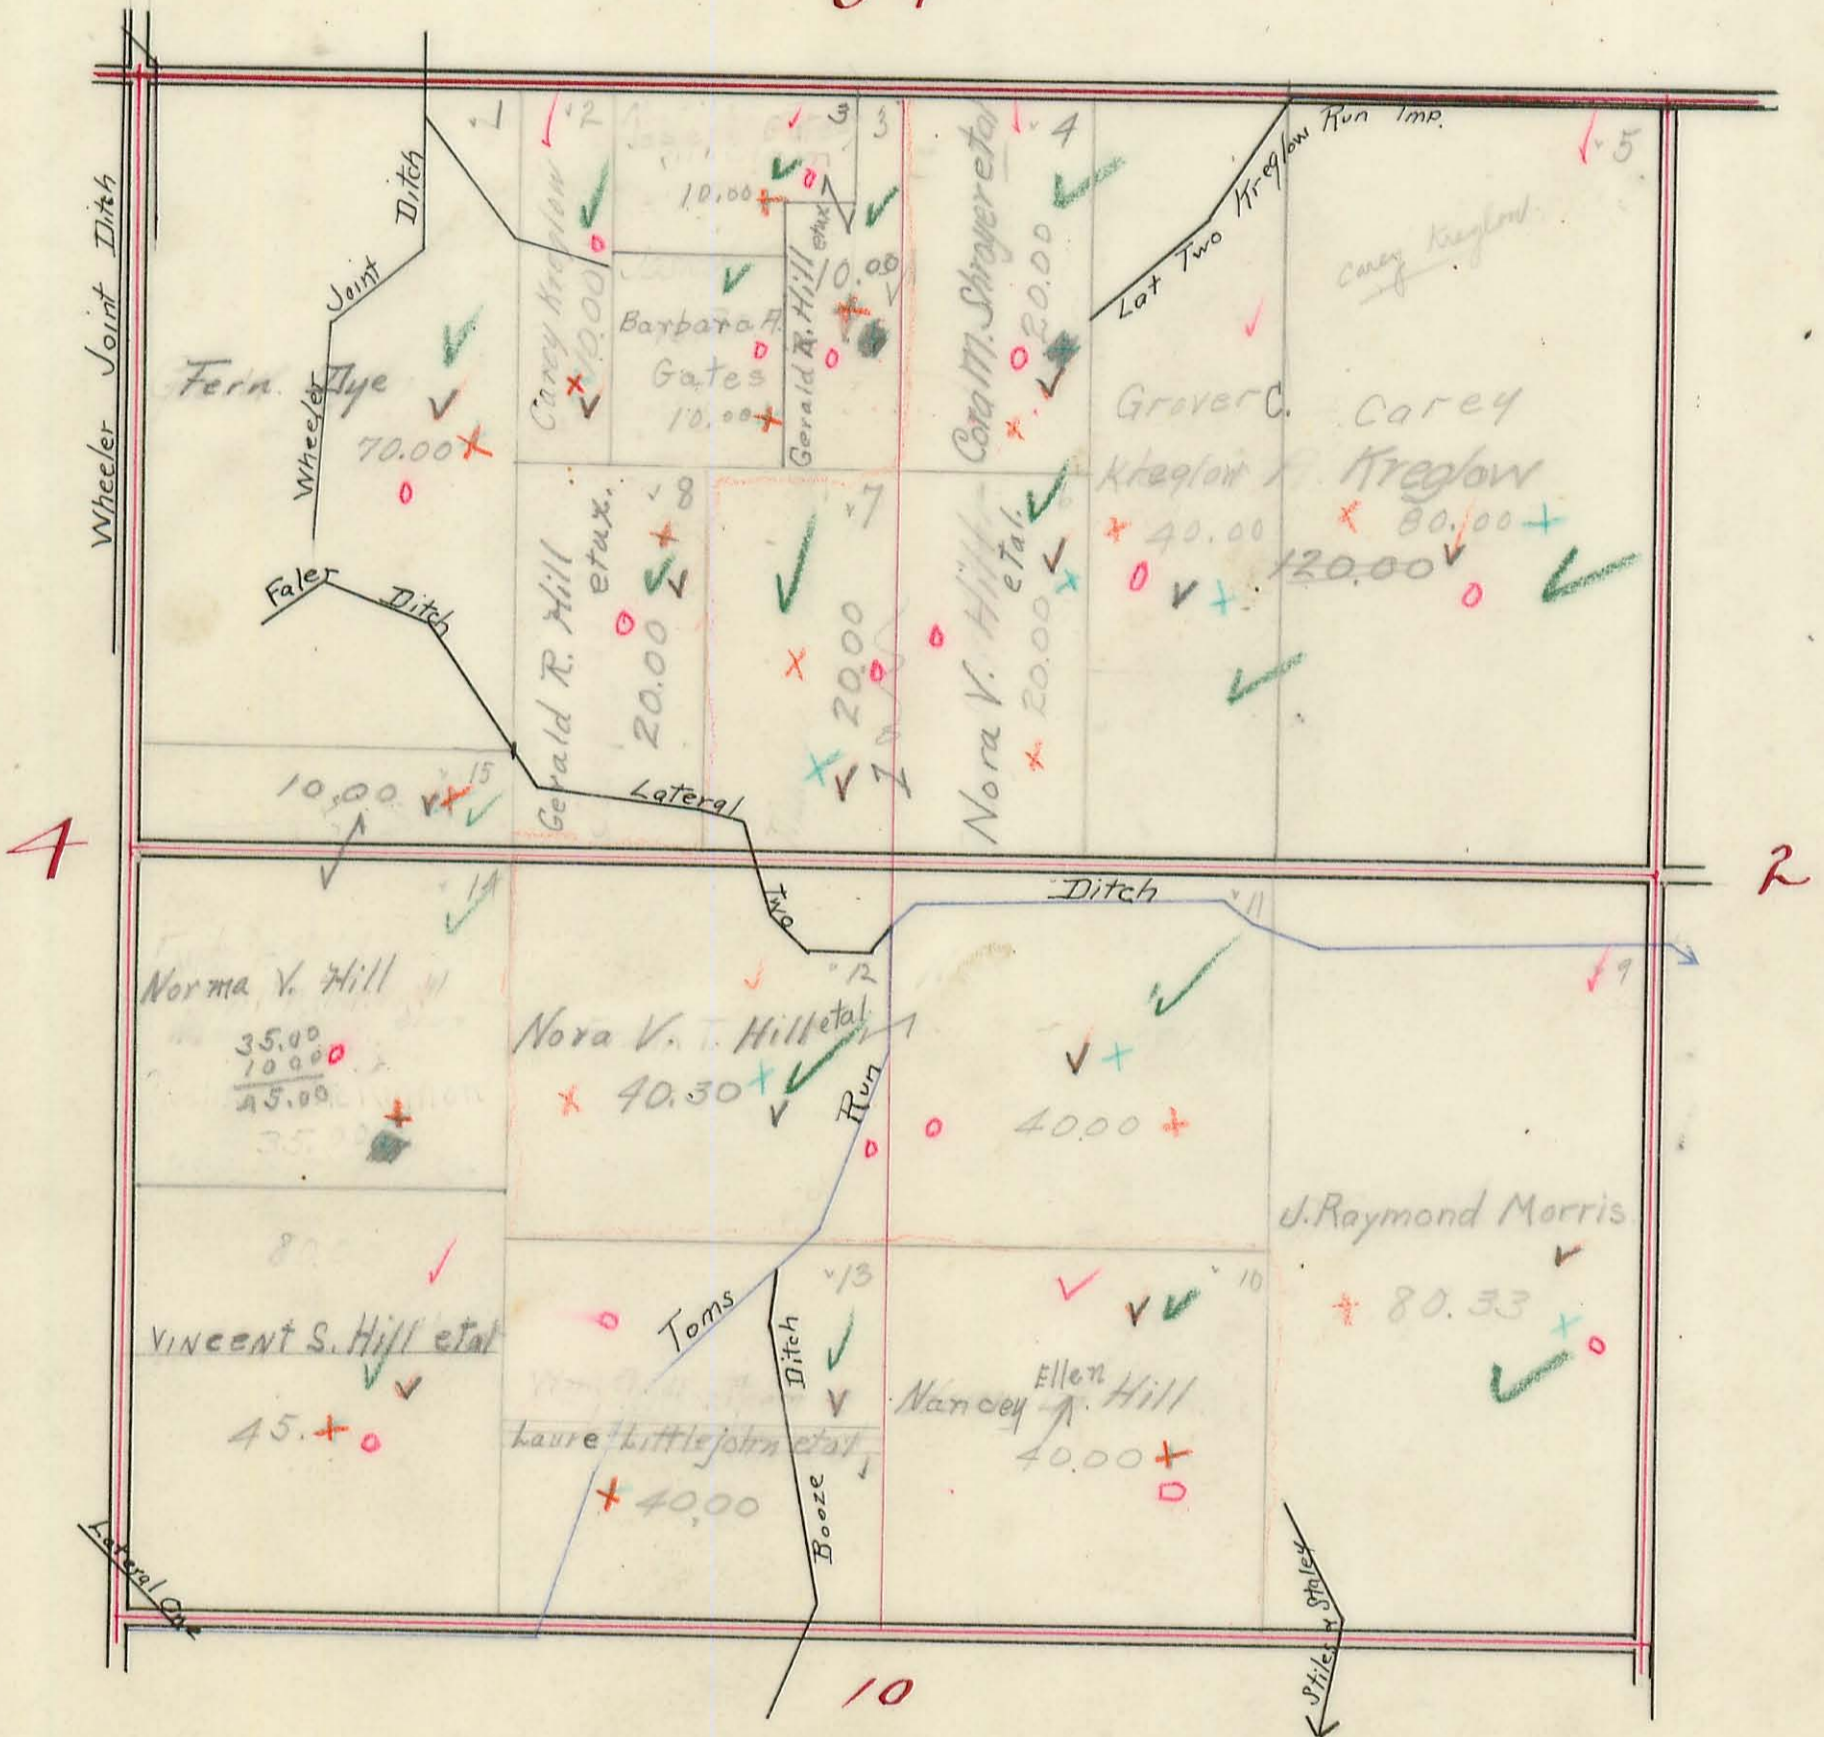 Wheeler Joint Ditch
4
2
10
1
Ditch
Joint
Wheeler
Fern Dye
70.00
Faler
Ditch
Lateral
Two
15
10.00
2
Carey Kreglow
10.00
3
3
10.00
Barbara A.
Gates
10.00
Gerald R. Hill
etux
10.00
4
Cora M. Shroyer etal
20.00
Lat Two Kreglow Run Imp.
5
Carey Kreglow
Grover C.
Kreglow
40.00
Carey
Kreglow
80.00
120.00
8
Gerald R. Hill
etux.
20.00
7
20.00
Nora V. Hill
etal.
20.00
14
Norma V. Hill
35.00
10 00
45.00
12
Nora V. Hill etal
40.30
Ditch
11
40.00
9
J. Raymond Morris
80.33
VINCENT S. Hill etal
45.
Run
Toms
13
Ditch
Booze
Laure Littlejohn etal
40.00
10
Nancey Ellen Hill
40.00
Lateral One
Stiles & Staley